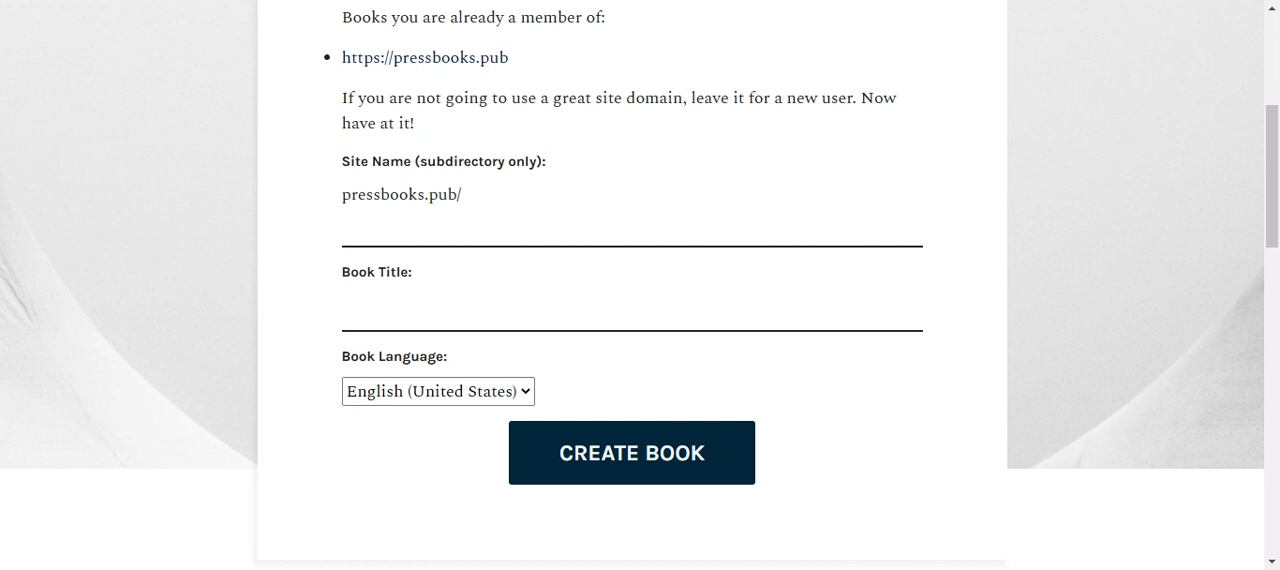 Books you are already a member of:
https://pressbooks.pub
If you are not going to use a great site domain, leave it for a new user. Now
have at it!
Site Name (subdirectory only):
pressbooks.pub/
Book Title:
Book Language:
English (United States)
CREATE BOOK